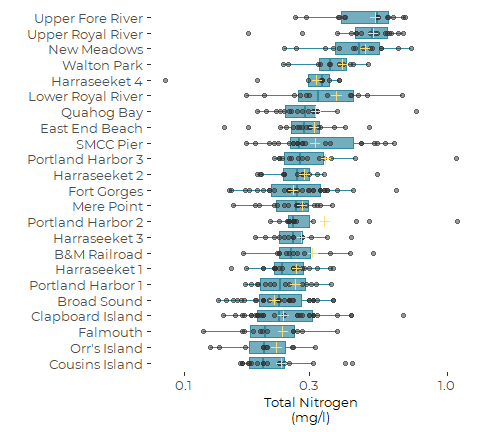 Upper Fore River
Upper Royal River
New Meadows
Walton Park
Harraseeket 4
Lower Royal River
Quahog Bay
East End Beach
SMCC Pier
Portland Harbor 3
Harraseeket 2
Fort Gorges
Mere Point
Portland Harbor 2
Harraseeket 3
B&M Railroad
Harraseeket 1
Portland Harbor 1
Broad Sound
Clapboard Island
Falmouth
Orr's Island
Cousins Island
0.1 0.3 1.0
Total Nitrogen
(mg/l)